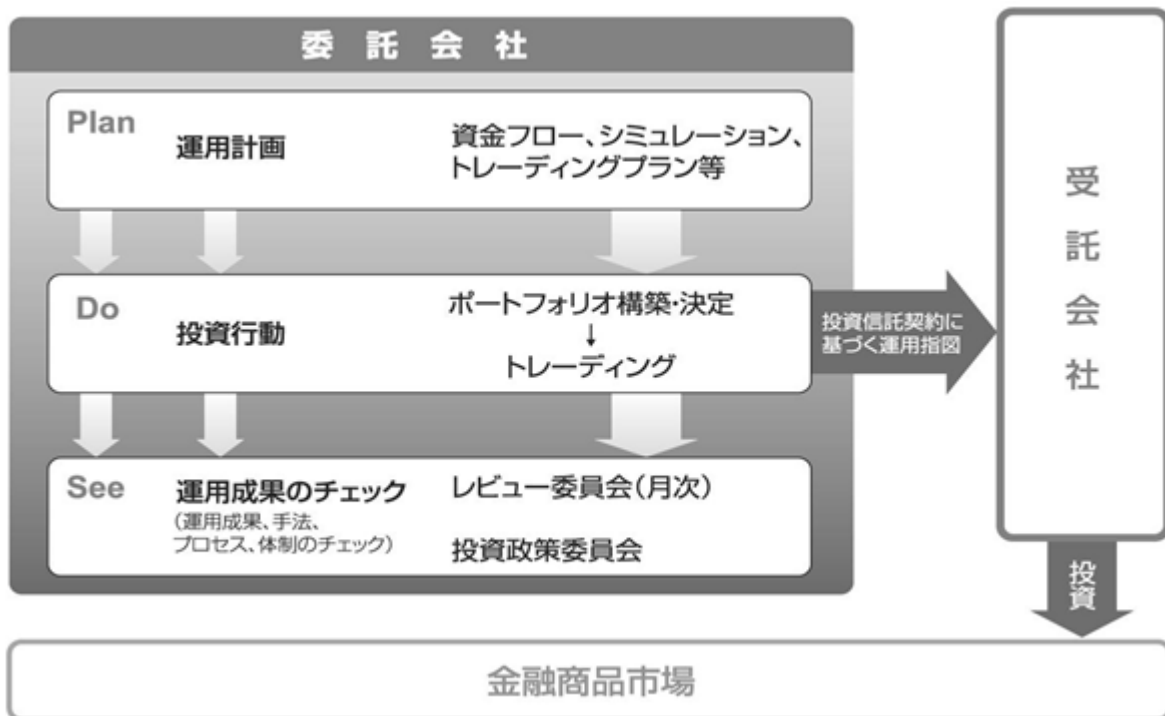 委託会社
Plan
運用計画
資金フロー、シミュレーション、
トレーディングプラン等
Do
投資行動
ポートフォリオ構築・決定
↓
トレーディング
投資信託契約に
基づく運用指図
See
運用成果のチェック
(運用成果、手法、
プロセス、体制のチェック)
レビュー委員会(月次)
投資政策委員会
受託会社
投資
金融商品市場